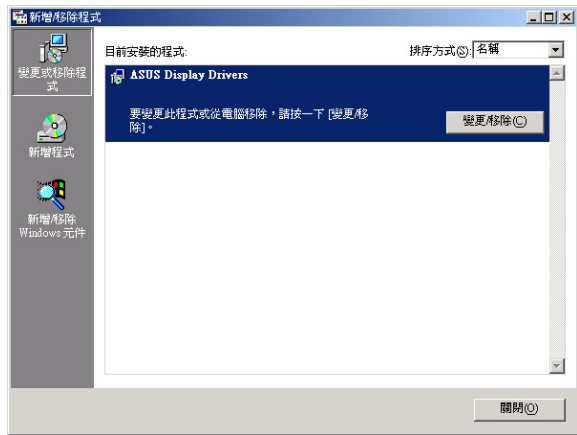 新增/移除程式
變更或移除程
式
新增程式
新增/移除
Windows 元件
目前安裝的程式:
排序方式(S): 名稱
ASUS Display Drivers
要變更此程式或從電腦移除，請按一下 [變更/移
除]。
變更/移除(C)
關閉(O)